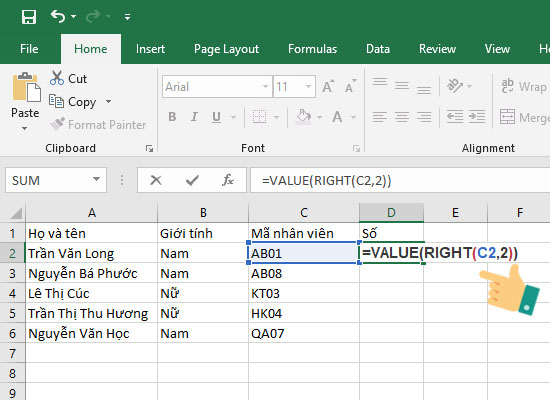 File Home Insert Page Layout Formulas Data Review View
Cut
Copy
Format Painter
Paste
Clipboard
Arial 11 A A
B I U A
Font
ab Wrap
Merge
Alignment
SUM fx =VALUE(RIGHT(C2,2))
A B C D E F
1 Họ và tên Giới tính Mã nhân viên Số
2 Trần Văn Long Nam AB01 =VALUE(RIGHT(C2,2))
3 Nguyễn Bá Phước Nam AB08
4 Lê Thị Cúc Nữ KT03
5 Trần Thị Thu Hương Nữ HK04
6 Nguyễn Văn Học Nam QA07
7
8
9